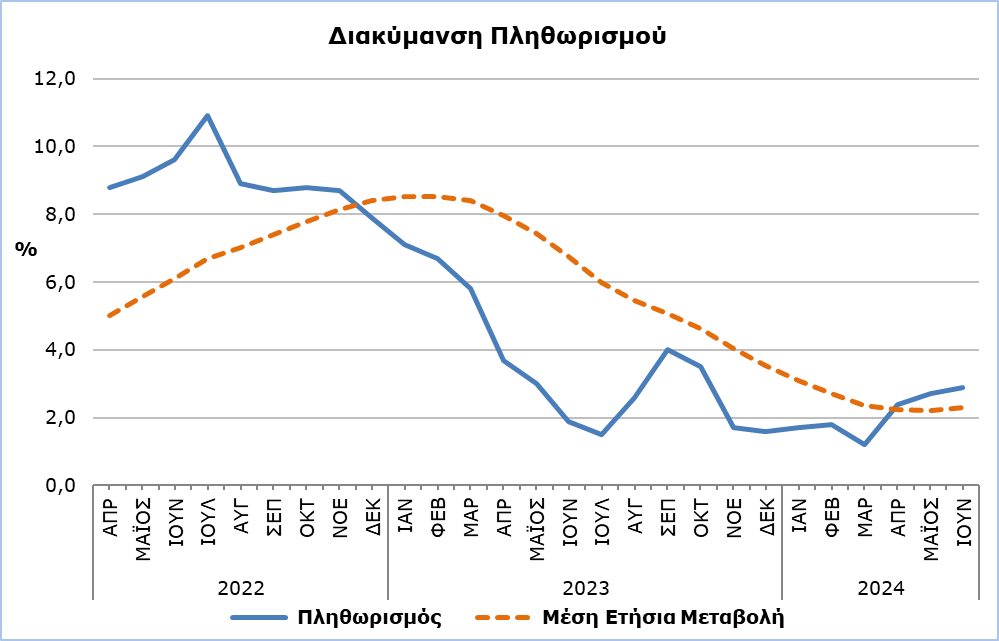 Διακύμανση Πληθωρισμού
12,0
10,0
8,0
%
6,0
4,0
2,0
0,0
ΑΠΡ ΜΑΪΟΣ ΙΟΥΝ ΙΟΥΛ ΑΥΓ ΣΕΠ ΟΚΤ ΝΟΕ ΔΕΚ ΙΑΝ ΦΕΒ ΜΑΡ ΑΠΡ ΜΑΪΟΣ ΙΟΥΝ ΙΟΥΛ ΑΥΓ ΣΕΠ ΟΚΤ ΝΟΕ ΔΕΚ ΙΑΝ ΦΕΒ ΜΑΡ ΑΠΡ ΜΑΪΟΣ ΙΟΥΝ
2022 2023 2024
Πληθωρισμός Μέση Ετήσια Μεταβολή